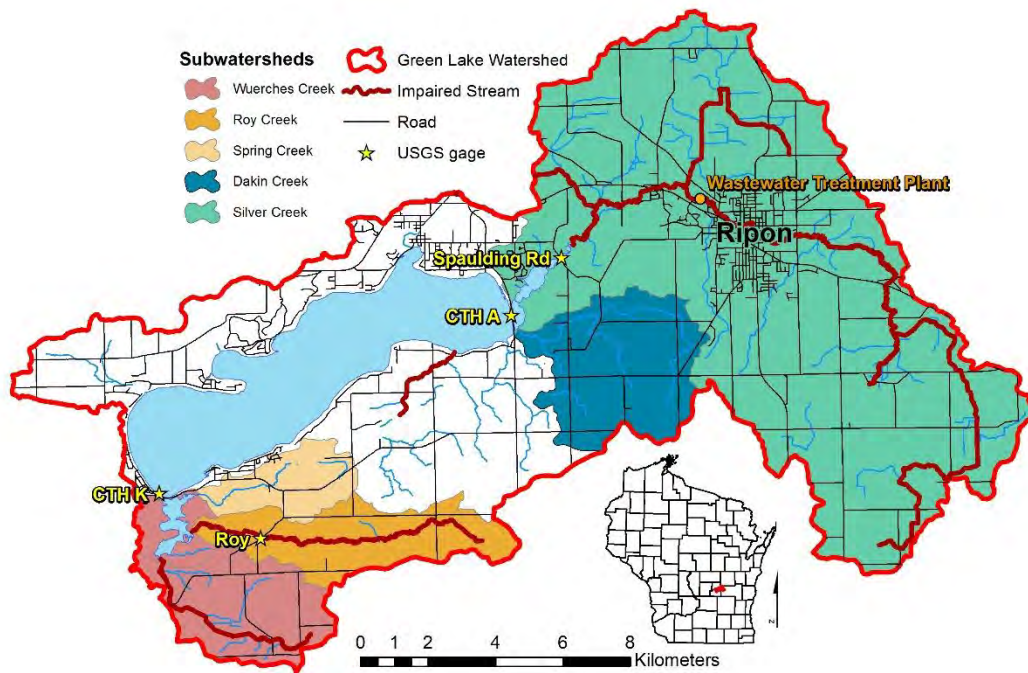 Subwatersheds
Wuerches Creek
Roy Creek
Spring Creek
Dakin Creek
Silver Creek
Green Lake Watershed
Impaired Stream
Road
USGS gage
Wastewater Treatment Plant
Ripon
Spaulding Rd
CTH A
CTH K
Roy
0 1 2 4 6 8
Kilometers
z